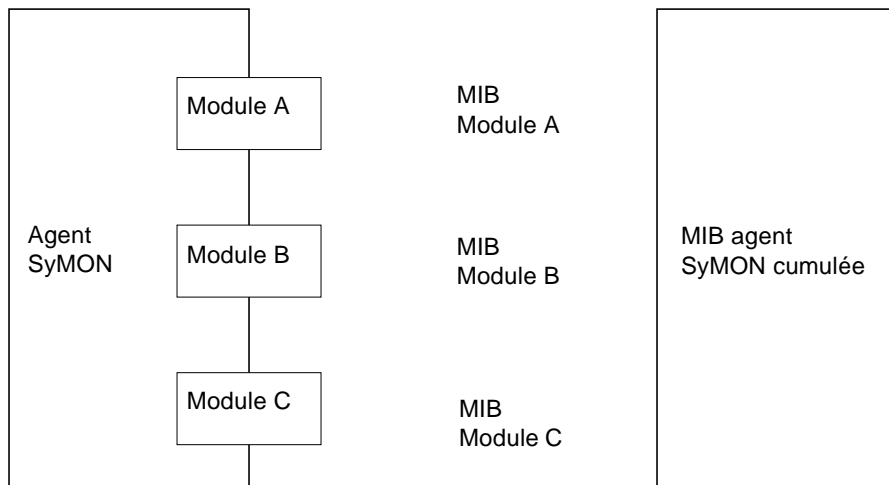 Module A
MIB
Module A
Agent
SyMON
Module B
MIB
Module B
MIB agent
SyMON cumulée
Module C
MIB
Module C